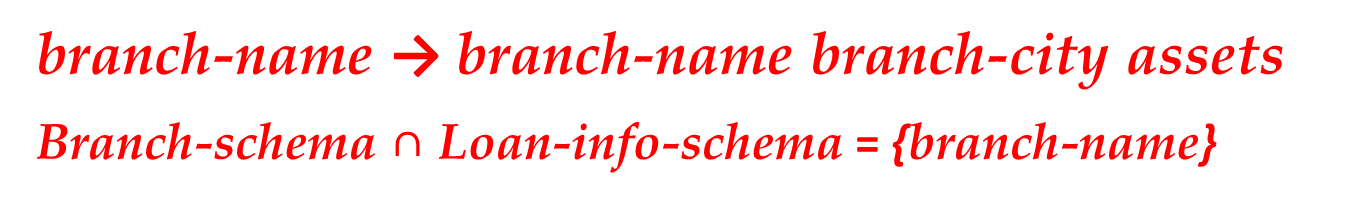 branch-name → branch-name branch-city assets
Branch-schema ∩ Loan-info-schema = {branch-name}